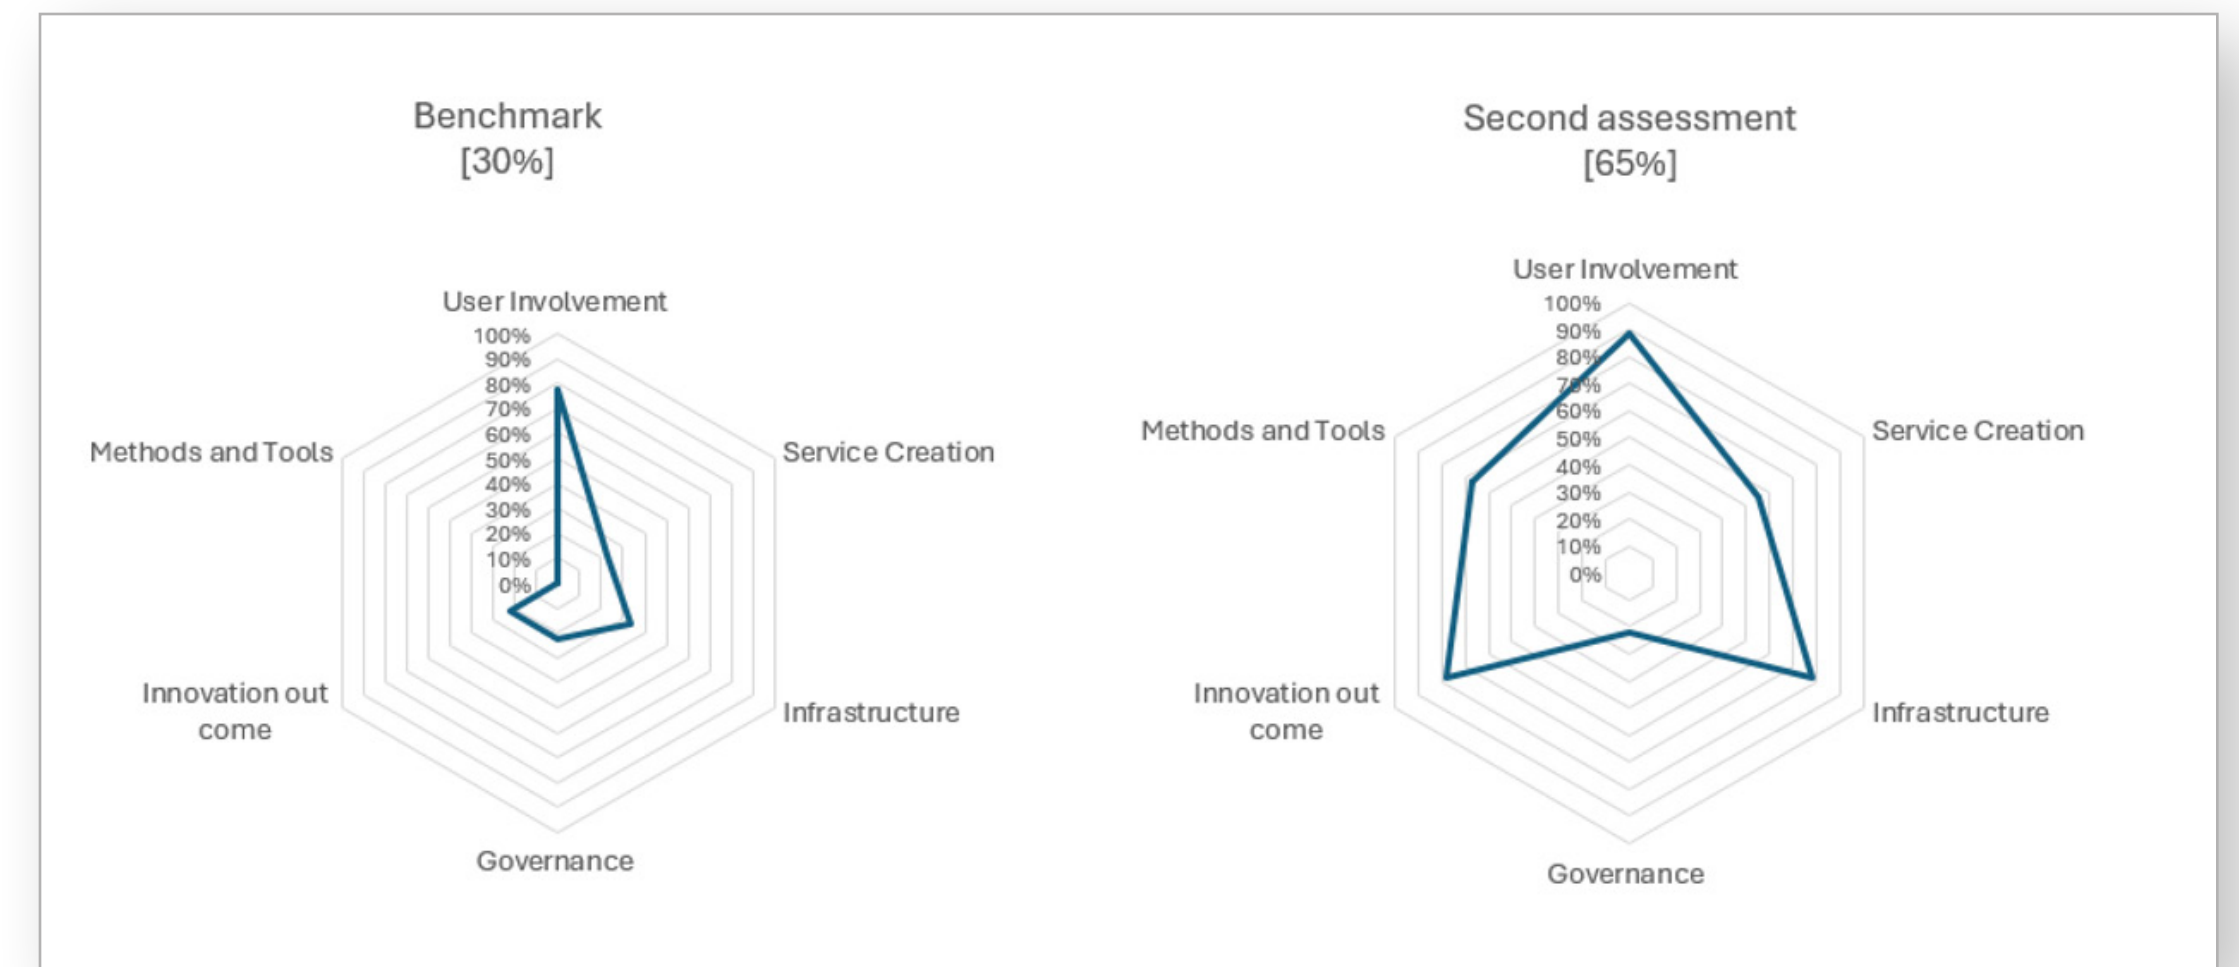 Benchmark
[30%]
User Involvement
100%
90%
80%
70%
60%
50%
40%
30%
20%
10%
0%
Methods and Tools
Service Creation
Innovation out
come
Infrastructure
Governance
Second assessment
[65%]
User Involvement
100%
90%
80%
70%
60%
50%
40%
30%
20%
10%
0%
Methods and Tools
Service Creation
Innovation out
come
Infrastructure
Governance